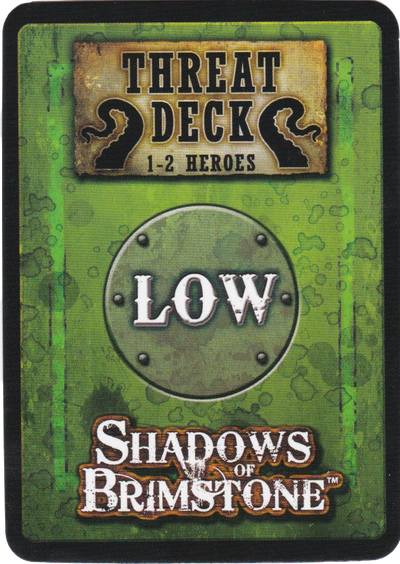 THREAT
DECK
1-2 HEROES
LOW
SHADOWS
OF
BRIMSTONE™